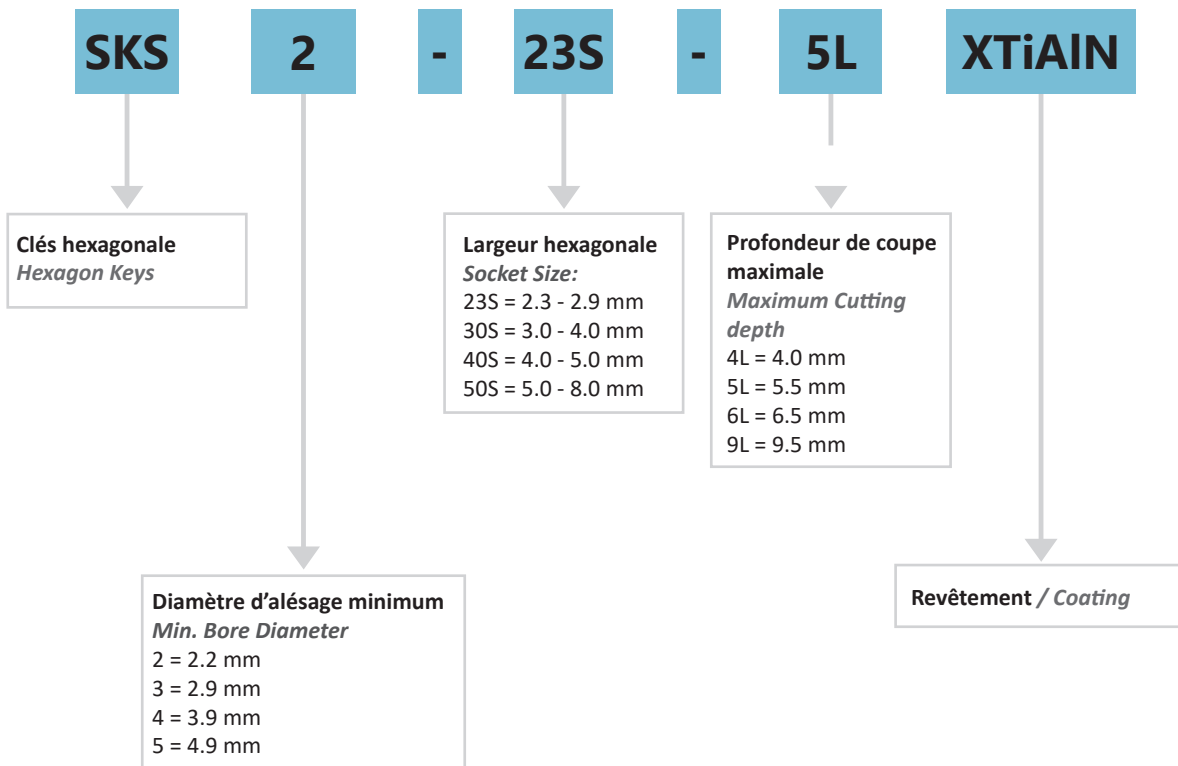 SKS 2 - 23S - 5L XTiAlN
Clés hexagonale
Hexagon Keys
Largeur hexagonale
Socket Size:
23S = 2.3 - 2.9 mm
30S = 3.0 - 4.0 mm
40S = 4.0 - 5.0 mm
50S = 5.0 - 8.0 mm
Profondeur de coupe
maximale
Maximum Cutting
depth
4L = 4.0 mm
5L = 5.5 mm
6L = 6.5 mm
9L = 9.5 mm
Diamètre d’alésage minimum
Min. Bore Diameter
2 = 2.2 mm
3 = 2.9 mm
4 = 3.9 mm
5 = 4.9 mm
Revêtement / Coating